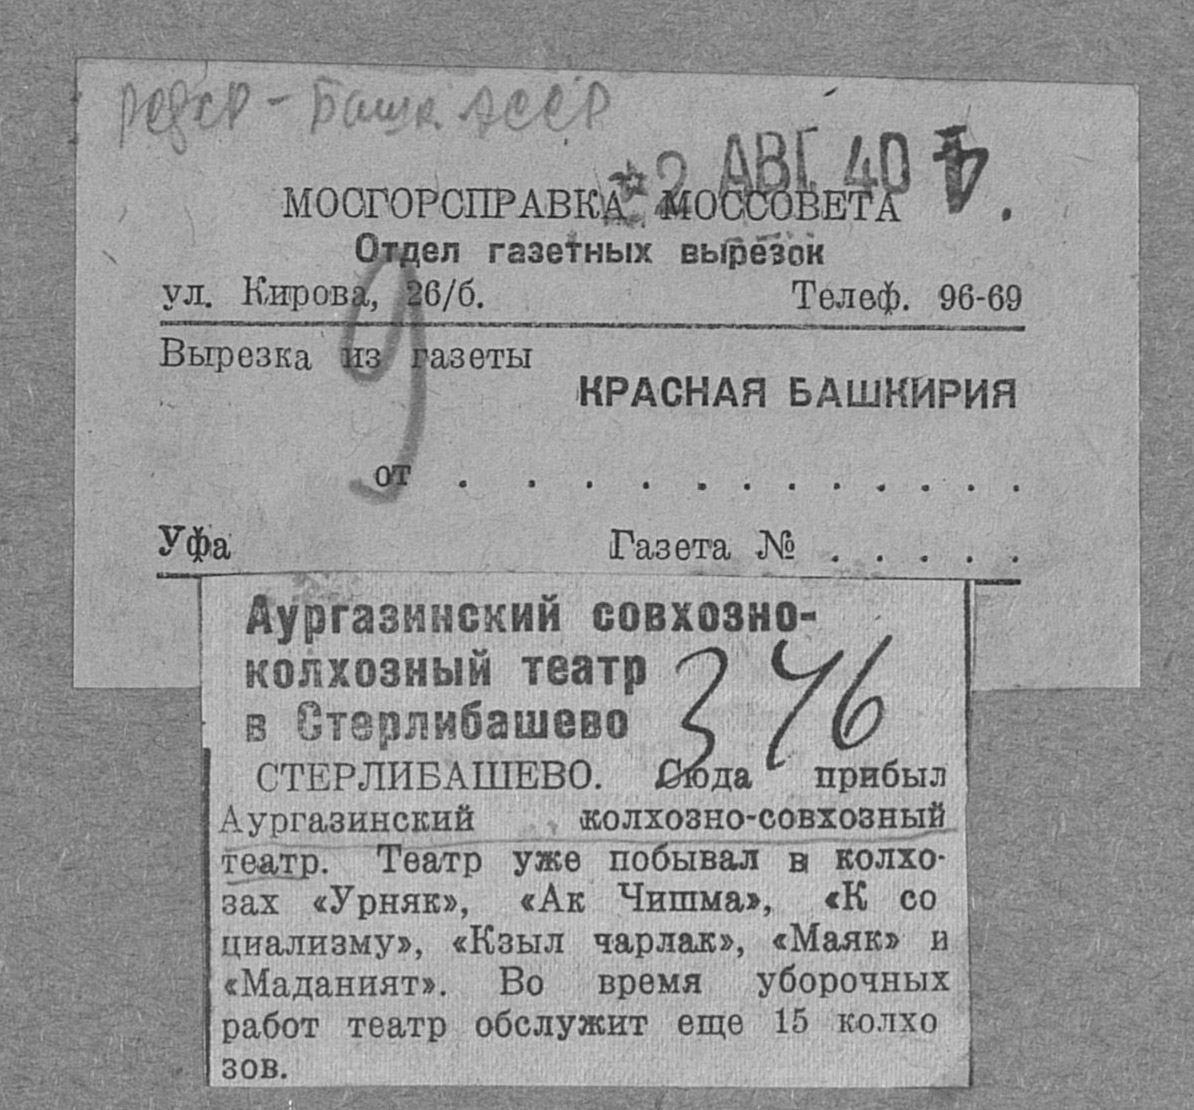 РСФСР - Башк. АССР
*2 АВГ. 40
МОСГОРСПРАВКА МОССОВЕТА
Отдел газетных вырезок
ул. Кирова, 26/б. Телеф. 96-69
Вырезка из газеты
КРАСНАЯ БАШКИРИЯ
9
от . . . . . . . . . . . .
Уфа Газета № . . . . .
Аургазинский совхозно-
колхозный театр
в Стерлибашево
376
СТЕРЛИБАШЕВО. Сюда прибыл
Аургазинский колхозно-совхозный
театр. Театр уже побывал в колхо-
зах «Урняк», «Ак Чишма», «К со
циализму», «Кзыл чарлак», «Маяк» и
«Маданият». Во время уборочных
работ театр обслужит еще 15 колхо
зов.